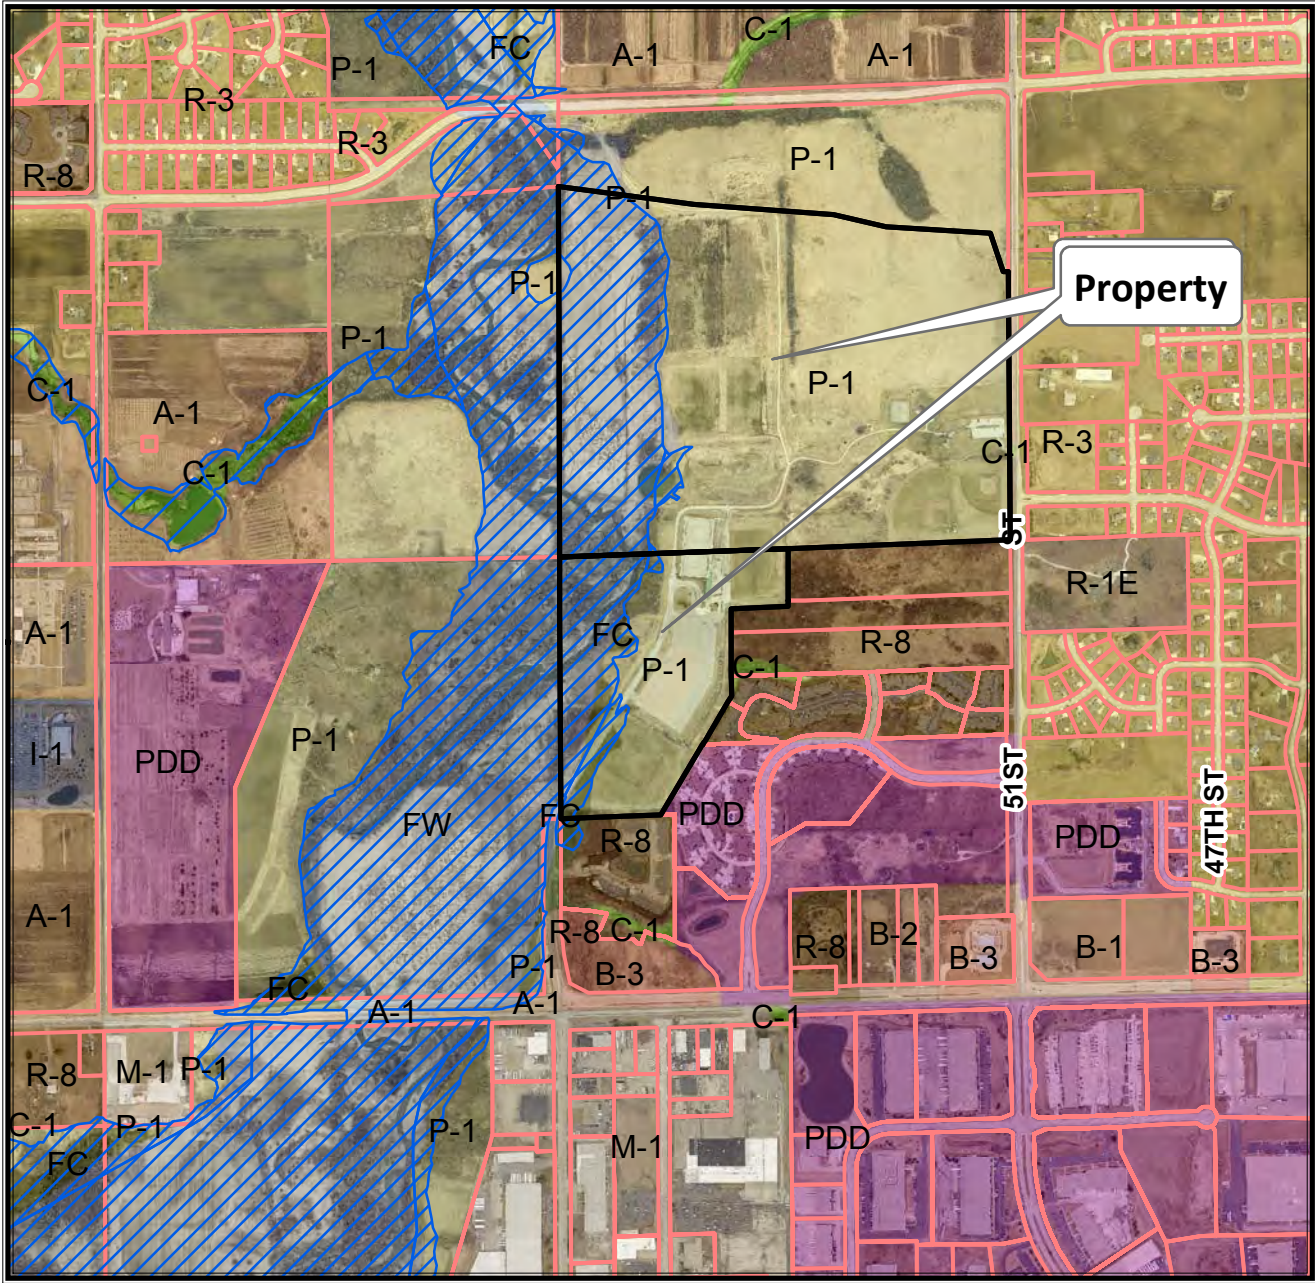 C-1
FC
A-1
A-1
P-1
R-3
R-3
P-1
R-8
P-1
P-1
Property
P-1
P-1
C-1
A-1
C-1
R-3
C-1
ST
R-1E
A-1
FC
R-8
P-1
C-1
P-1
I-1
PDD
51ST
47TH ST
FC
PDD
FW
R-8
PDD
A-1
R-8
C-1
B-2
R-8
B-1
B-3
B-3
P-1
B-3
FC
A-1
A-1
C-1
R-8
M-1
P-1
C-1
P-1
P-1
PDD
M-1
FC